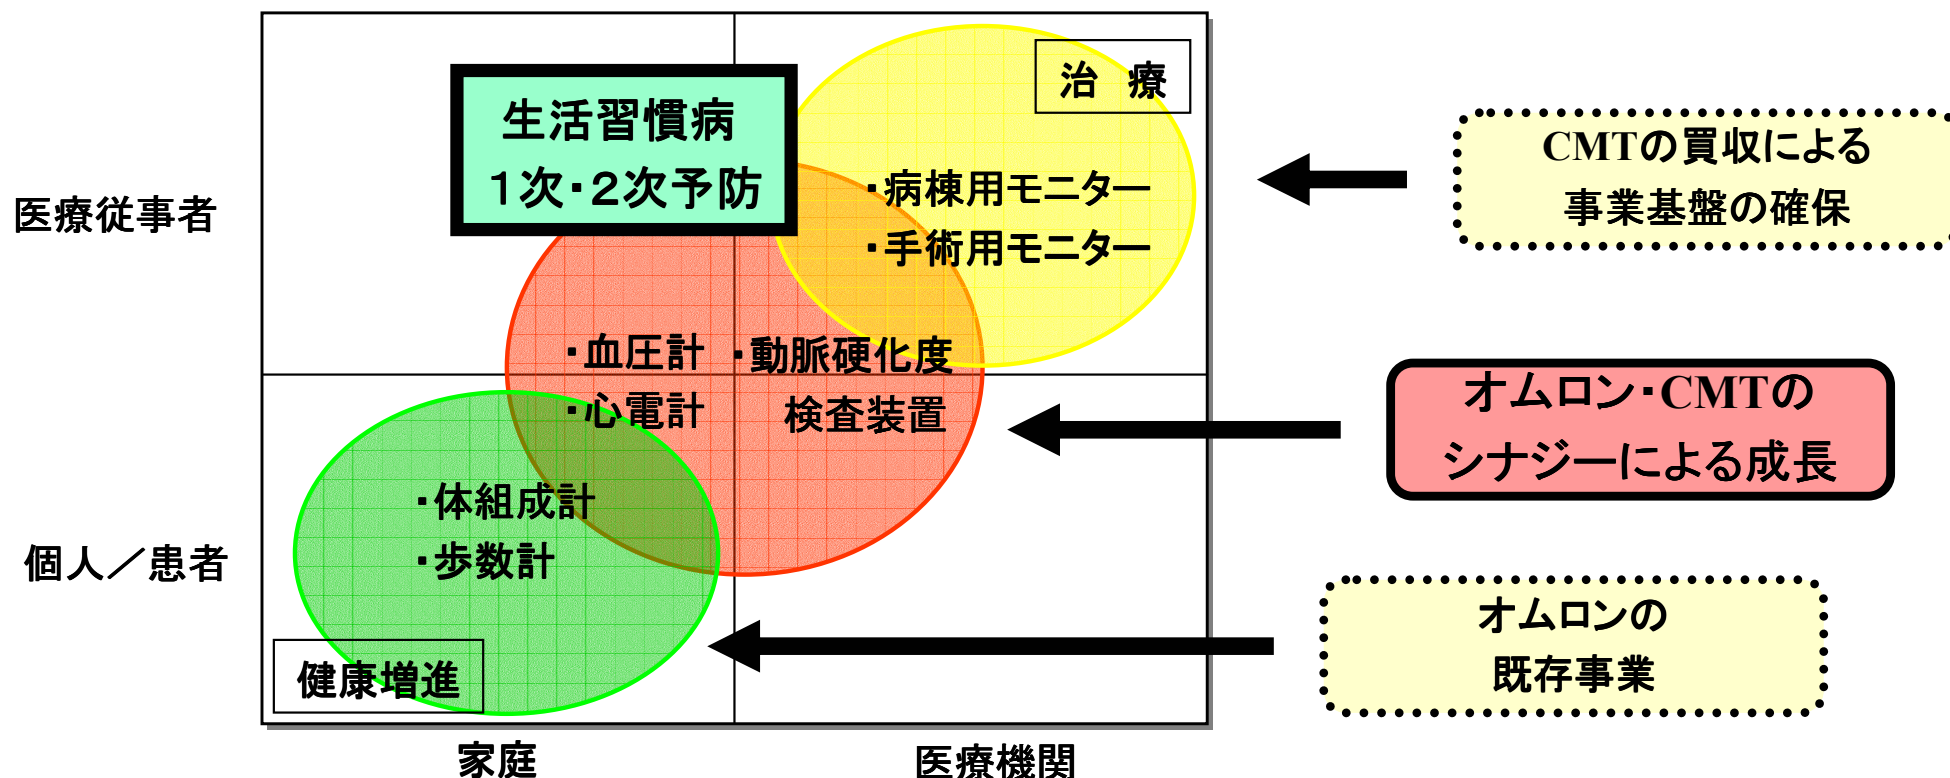 治 療
生活習慣病
1次・2次予防
・病棟用モニター
・手術用モニター
医療従事者
・血圧計
・心電計
・動脈硬化度
検査装置
・体組成計
・歩数計
個人／患者
健康増進
家庭
医療機関
CMTの買収による
事業基盤の確保
オムロン・CMTの
シナジーによる成長
オムロンの
既存事業